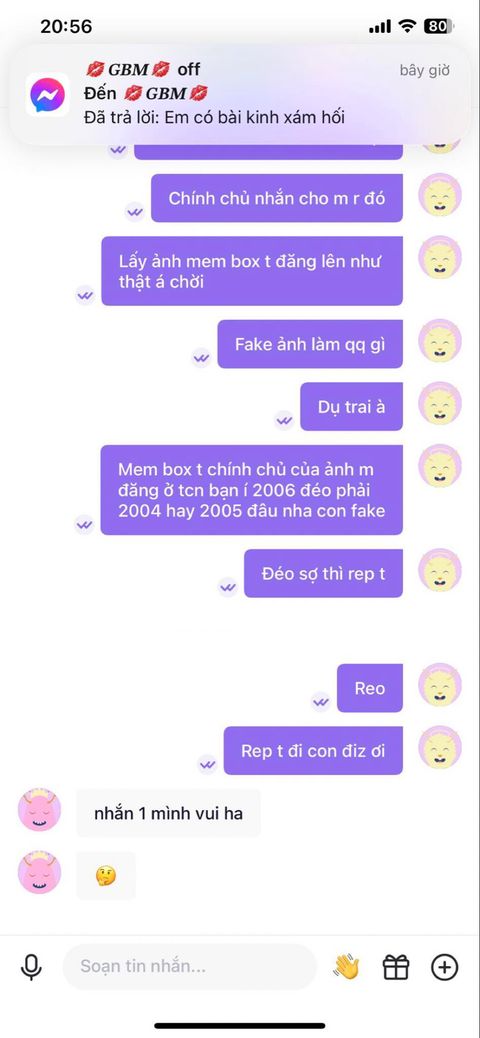 20:56
80
💋 GBM💋 off
bây giờ
Đến 💋GBM💋
Đã trả lời: Em có bài kinh xám hối
Chính chủ nhắn cho m r đó
Lấy ảnh mem box t đăng lên như
thật á chời
Fake ảnh làm qq gì
Dụ trai à
Mem box t chính chủ của ảnh m
đăng ở tcn bạn í 2006 đéo phải
2004 hay 2005 đâu nha con fake
Đéo sợ thì rep t
Reo
Rep t đi con điz ơi
nhắn 1 mình vui ha
🤔
Soạn tin nhắn...